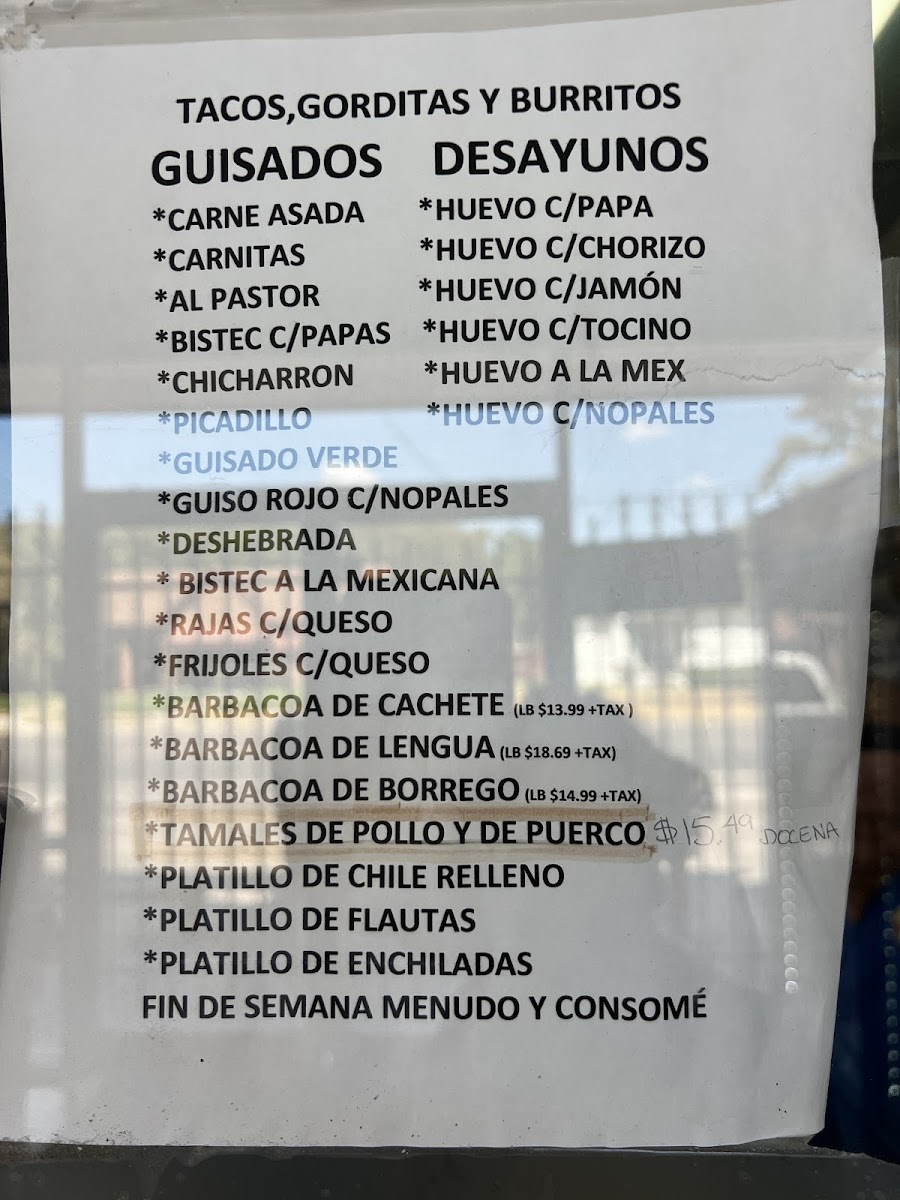 TACOS,GORDITAS Y BURRITOS
GUISADOS
*CARNE ASADA
*CARNITAS
*AL PASTOR
*BISTEC C/PAPAS
*CHICHARRON
*PICADILLO
*GUISADO VERDE
*GUISO ROJO C/NOPALES
*DESHEBRADA
* BISTEC A LA MEXICANA
*RAJAS C/QUESO
*FRIJOLES C/QUESO
*BARBACOA DE CACHETE (LB $13.99 +TAX )
*BARBACOA DE LENGUA (LB $18.69 +TAX)
*BARBACOA DE BORREGO (LB $14.99 +TAX)
*TAMALES DE POLLO Y DE PUERCO $15.49 DOCENA
*PLATILLO DE CHILE RELLENO
*PLATILLO DE FLAUTAS
*PLATILLO DE ENCHILADAS
FIN DE SEMANA MENUDO Y CONSOMÉ
DESAYUNOS
*HUEVO C/PAPA
*HUEVO C/CHORIZO
*HUEVO C/JAMÓN
*HUEVO C/TOCINO
*HUEVO A LA MEX
*HUEVO C/NOPALES